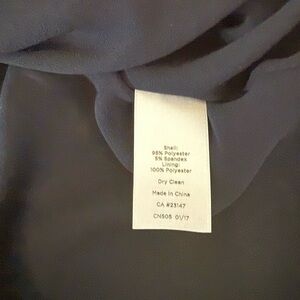 Shell:
95% Polyester
5% Spandex
Lining:
100% Polyester
Dry Clean
Made in China
CA #23147
CN505 01/17